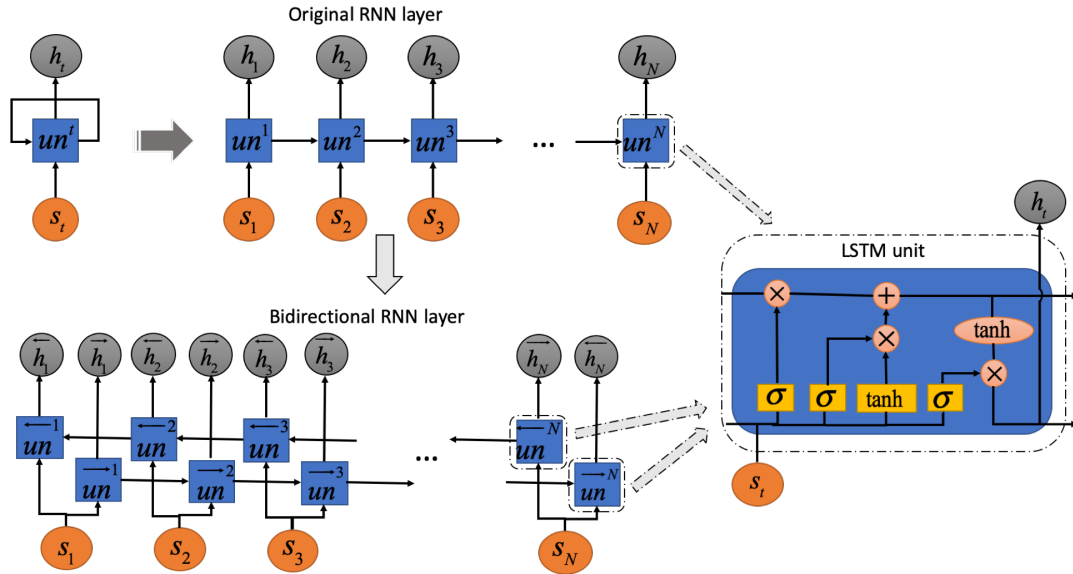 Original RNN layer
h_t h_1 h_2 h_3 h_N
un^t un^1 un^2 un^3 ... un^N
s_t s_1 s_2 s_3 s_N
h_t
LSTM unit
× + tanh
×
×
σ σ tanh σ
s_t
Bidirectional RNN layer
←h_1 →h_1 ←h_2 →h_2 ←h_3 →h_3 →h_N ←h_N
←un^1 ←un^2 ←un^3 ... ←un^N
→un^1 →un^2 →un^3 →un^N
s_1 s_2 s_3 s_N